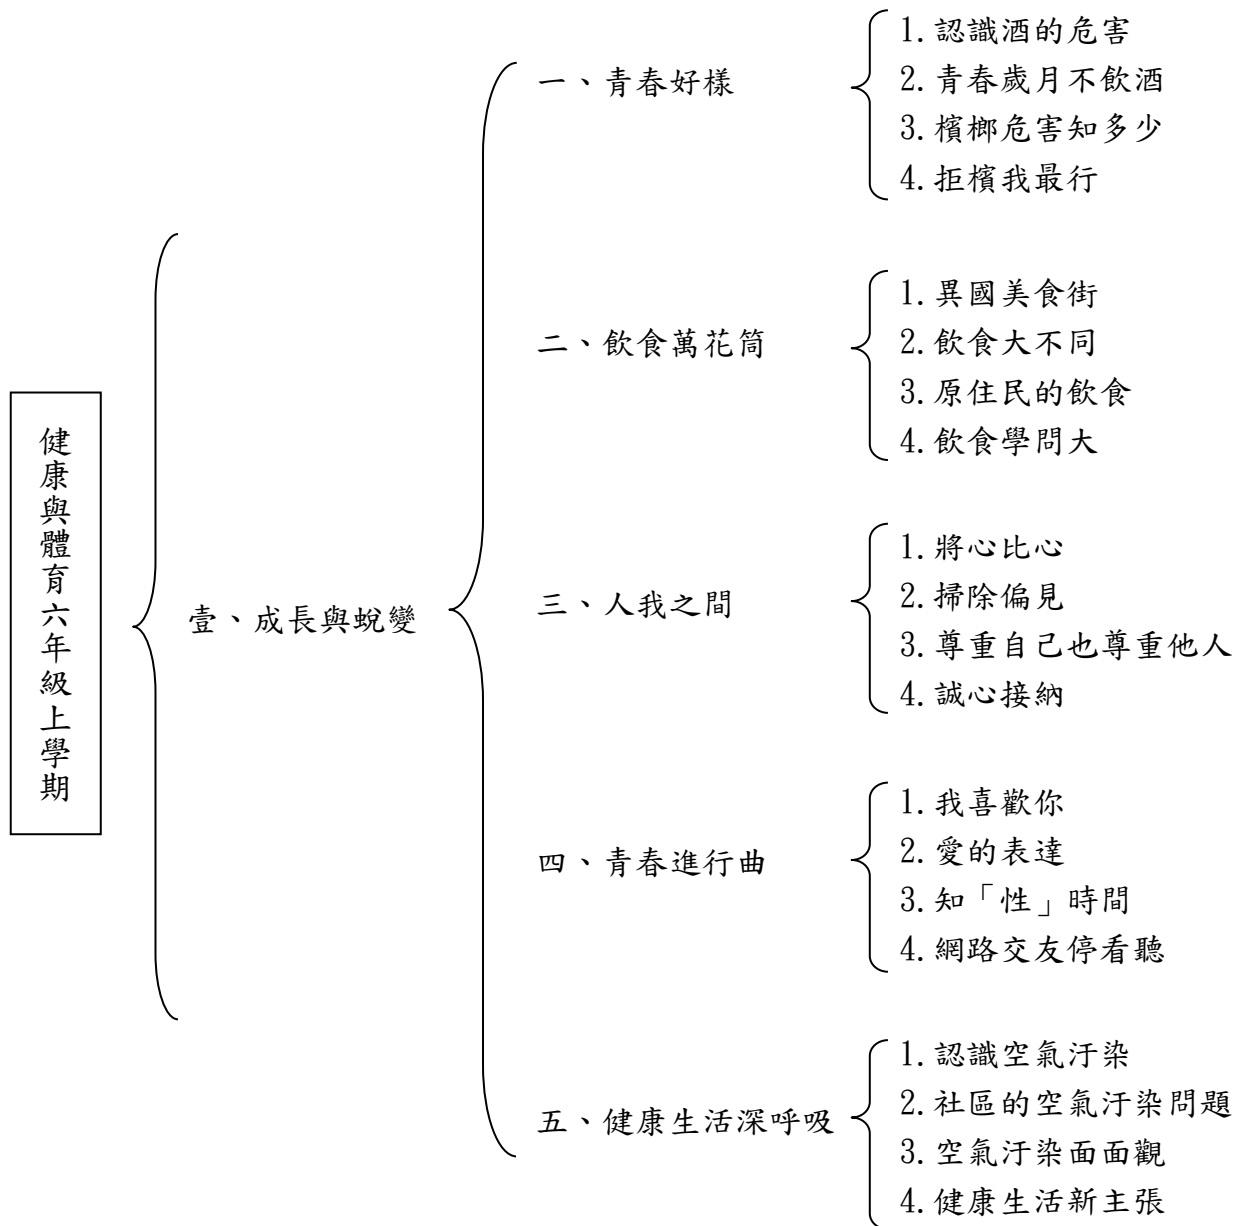 健康與體育六年級上學期
壹、成長與蛻變
一、青春好樣
1.認識酒的危害
2.青春歲月不飲酒
3.檳榔危害知多少
4.拒檳我最行
二、飲食萬花筒
1.異國美食街
2.飲食大不同
3.原住民的飲食
4.飲食學問大
三、人我之間
1.將心比心
2.掃除偏見
3.尊重自己也尊重他人
4.誠心接納
四、青春進行曲
1.我喜歡你
2.愛的表達
3.知「性」時間
4.網路交友停看聽
五、健康生活深呼吸
1.認識空氣汙染
2.社區的空氣汙染問題
3.空氣汙染面面觀
4.健康生活新主張